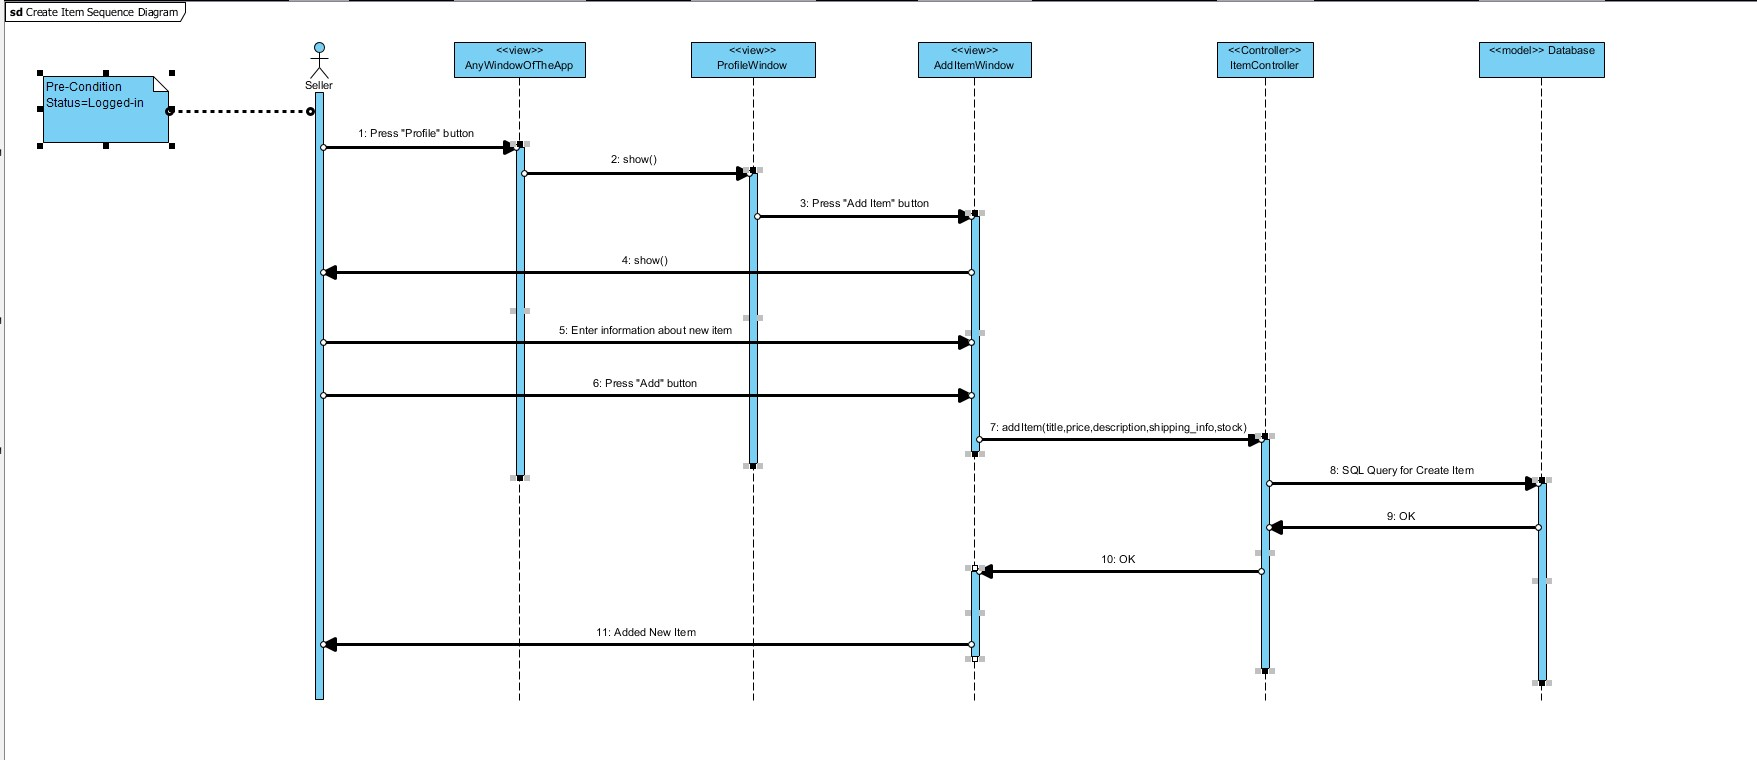 sd Create Item Sequence Diagram
Pre-Condition
Status=Logged-in
Seller
<<view>>
AnyWindowOfTheApp
<<view>>
ProfileWindow
<<view>>
AddItemWindow
<<Controller>>
ItemController
<<model>> Database
1: Press "Profile" button
2: show()
3: Press "Add Item" button
4: show()
5: Enter information about new item
6: Press "Add" button
7: addItem(title,price,description,shipping_info,stock)
8: SQL Query for Create Item
9: OK
10: OK
11: Added New Item